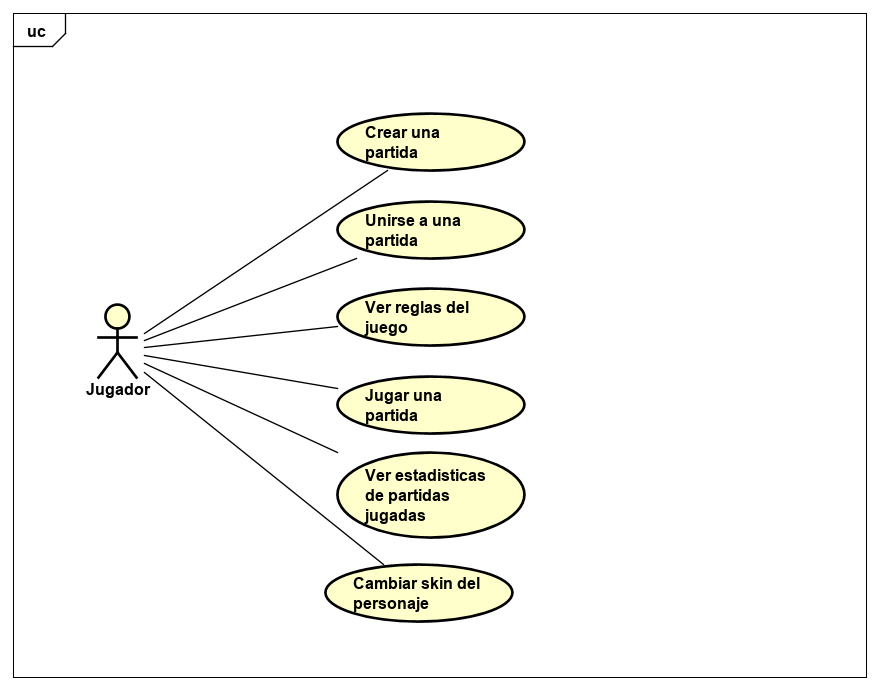 uc
Crear una
partida
Unirse a una
partida
Ver reglas del
juego
Jugador
Jugar una
partida
Ver estadisticas
de partidas
jugadas
Cambiar skin del
personaje